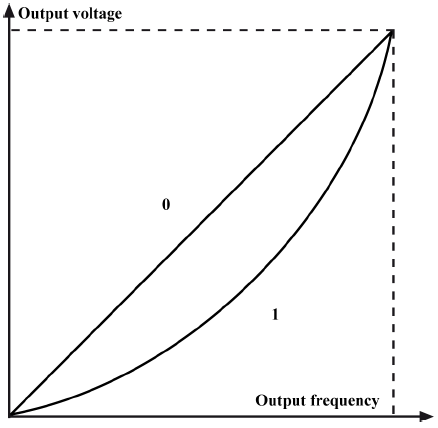 Output voltage
0
1
Output frequency